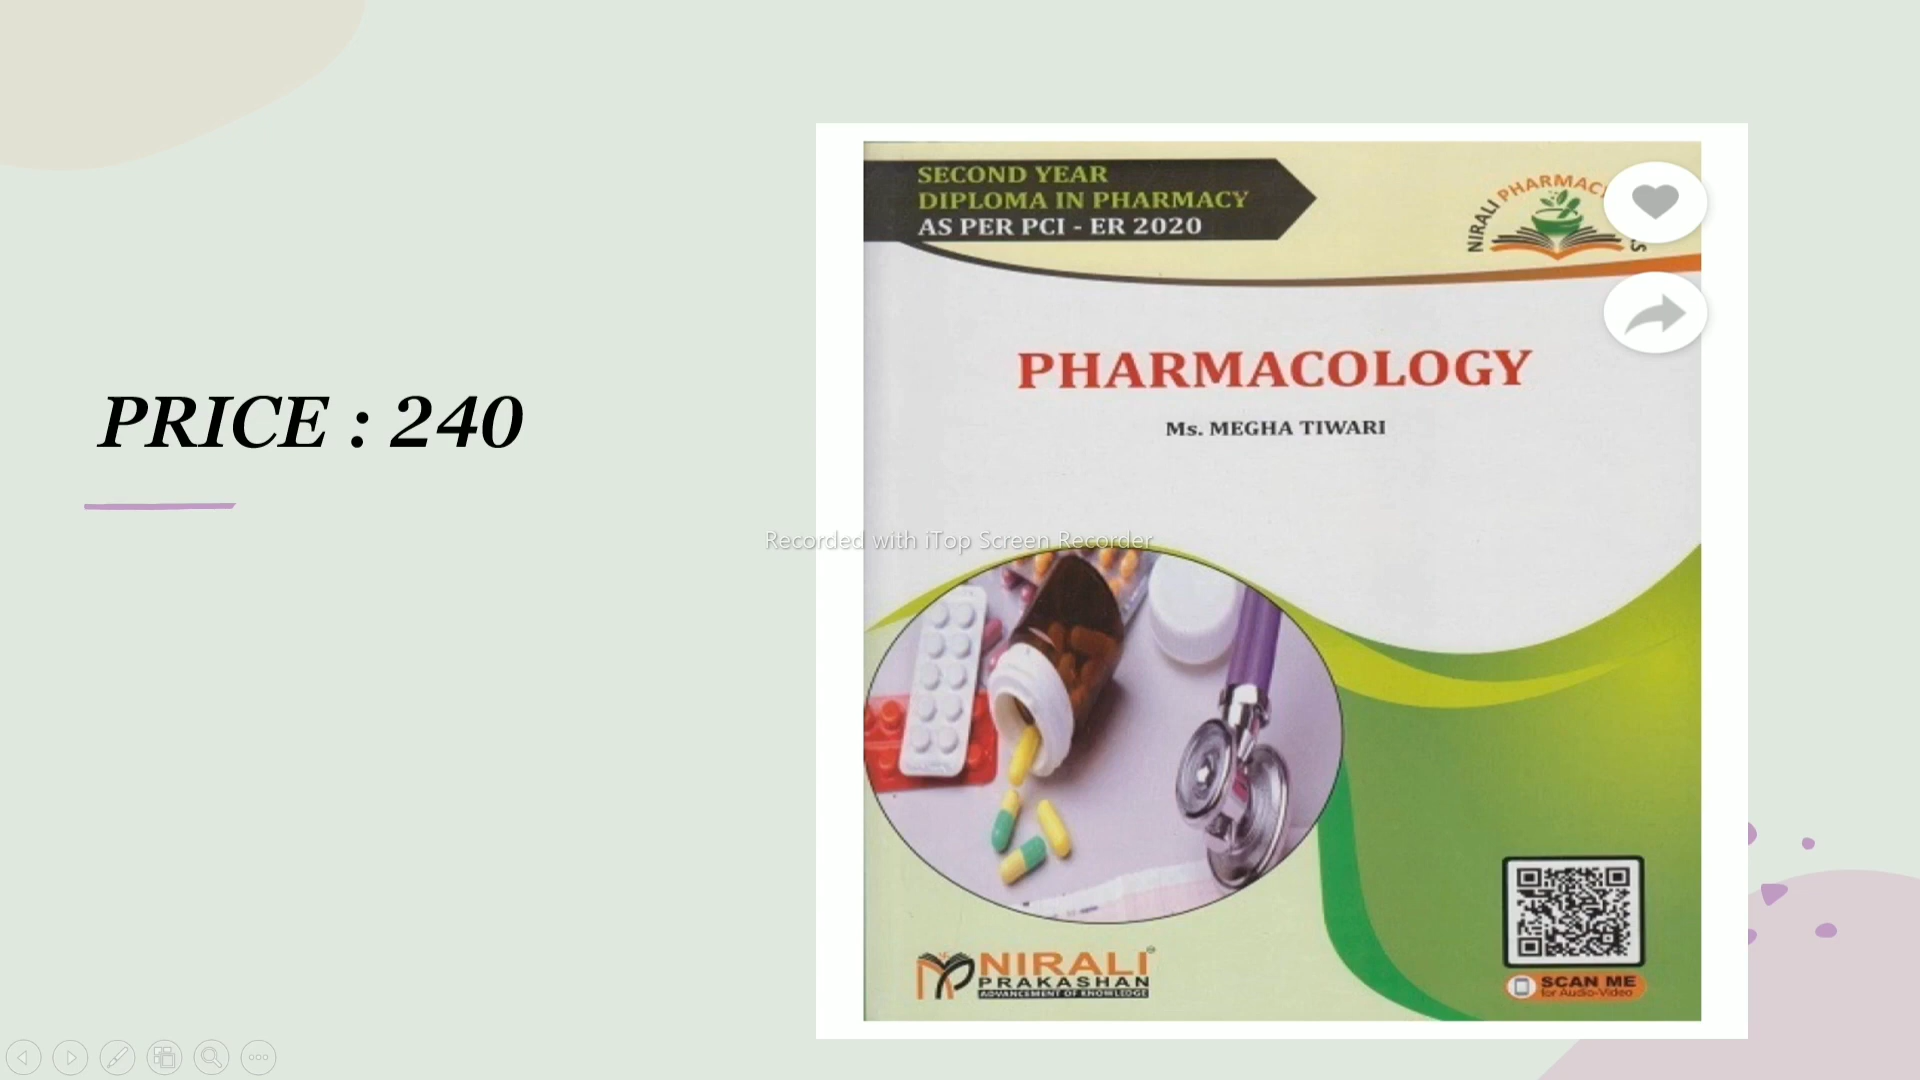 PRICE : 240
SECOND YEAR
DIPLOMA IN PHARMACY
AS PER PCI - ER 2020
NIRALI PHARMACY
PHARMACOLOGY
Ms. MEGHA TIWARI
Recorded with iTop Screen Recorder
NIRALI
PRAKASHAN
ADVANCEMENT OF KNOWLEDGE
SCAN ME
for Audio-Video